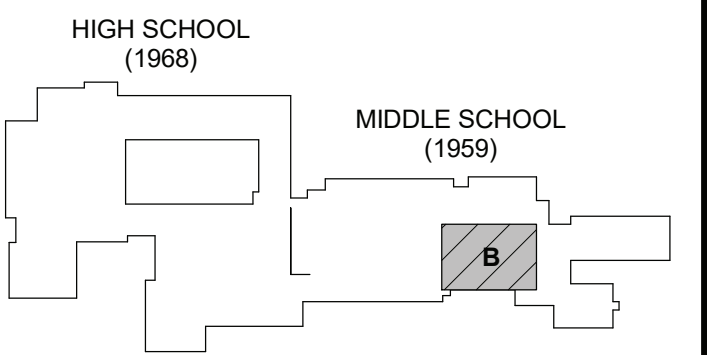 HIGH SCHOOL
(1968)
MIDDLE SCHOOL
(1959)
B